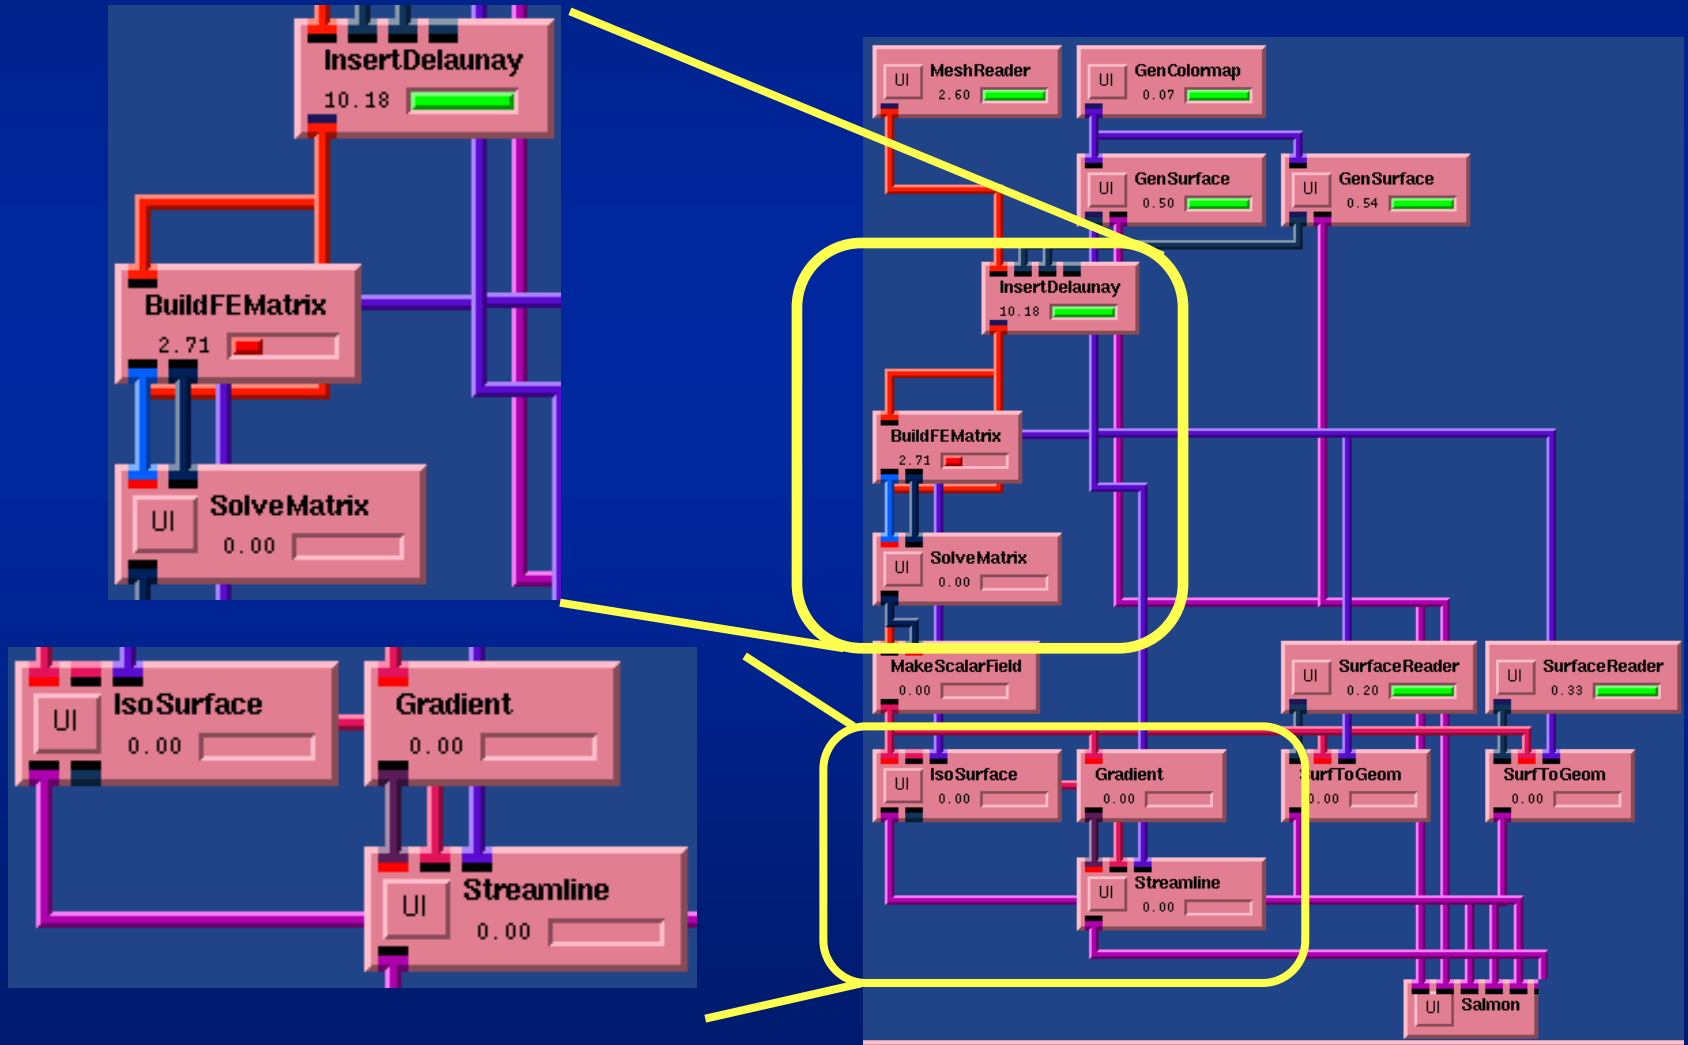 InsertDelaunay
10.18
BuildFEMatrix
2.71
UI SolveMatrix
0.00
UI IsoSurface
0.00
Gradient
0.00
UI Streamline
0.00
UI MeshReader
2.60
UI GenColormap
0.07
UI GenSurface
0.50
UI GenSurface
0.54
InsertDelaunay
10.18
BuildFEMatrix
2.71
UI SolveMatrix
0.00
MakeScalarField
0.00
UI SurfaceReader
0.20
UI SurfaceReader
0.33
UI IsoSurface
0.00
Gradient
0.00
SurfToGeom
0.00
SurfToGeom
0.00
UI Streamline
0.00
UI Salmon